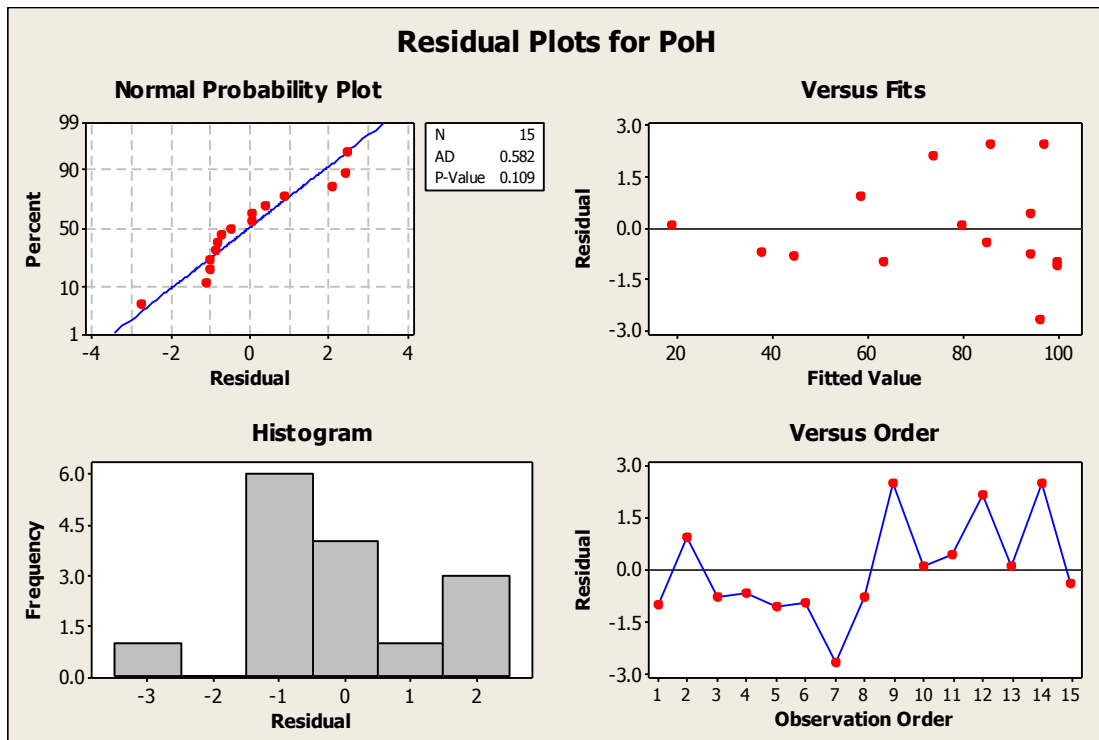 Residual Plots for PoH
Normal Probability Plot
99
90
50
10
1
Percent
-4 -2 0 2 4
Residual
N 15
AD 0.582
P-Value 0.109
Versus Fits
3.0
1.5
0.0
-1.5
-3.0
Residual
20 40 60 80 100
Fitted Value
Histogram
6.0
4.5
3.0
1.5
0.0
Frequency
-3 -2 -1 0 1 2
Residual
Versus Order
3.0
1.5
0.0
-1.5
-3.0
Residual
1 2 3 4 5 6 7 8 9 10 11 12 13 14 15
Observation Order